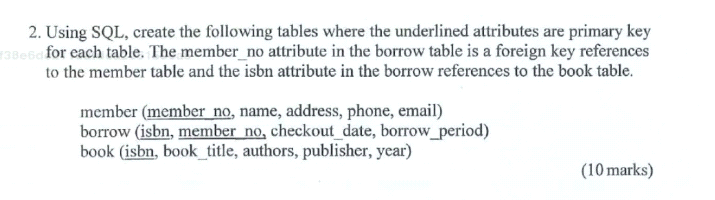 2. Using SQL, create the following tables where the underlined attributes are primary key
for each table. The member_no attribute in the borrow table is a foreign key references
to the member table and the isbn attribute in the borrow references to the book table.
member (member_no, name, address, phone, email)
borrow (isbn, member_no, checkout_date, borrow_period)
book (isbn, book_title, authors, publisher, year)
(10 marks)